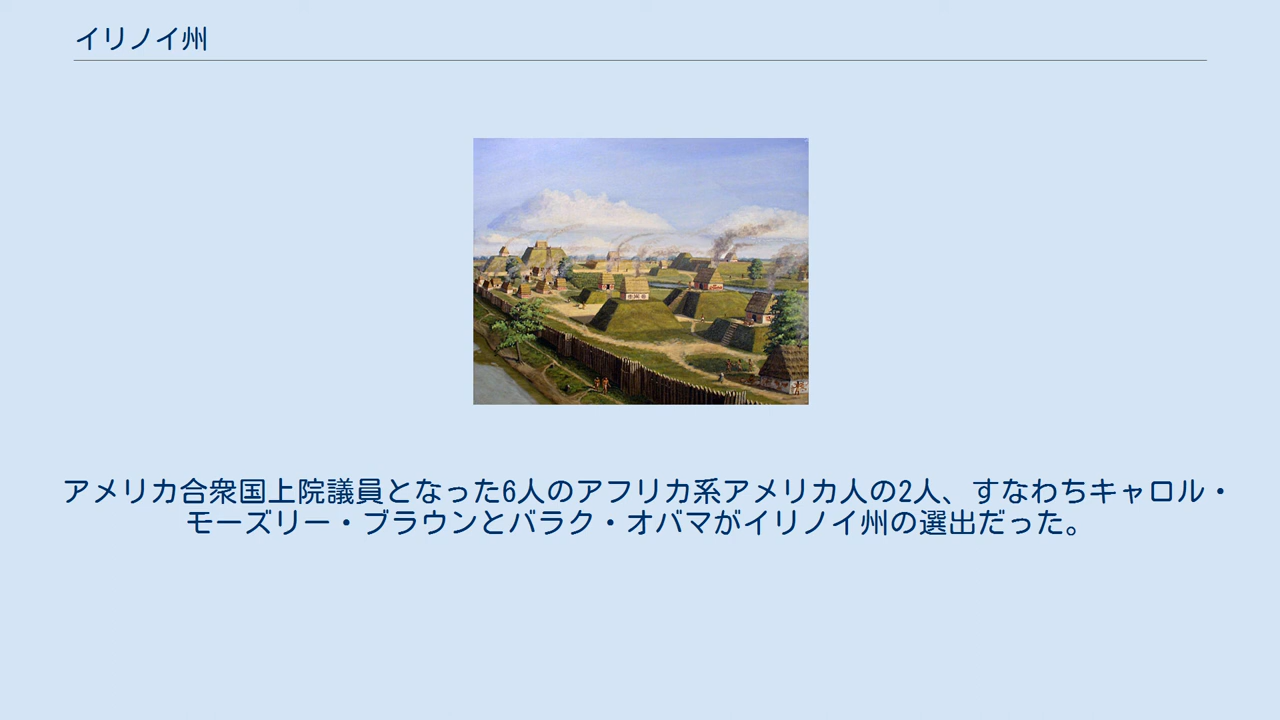 イリノイ州
アメリカ合衆国上院議員となった6人のアフリカ系アメリカ人の2人、すなわちキャロル・
モーズリー・ブラウンとバラク・オバマがイリノイ州の選出だった。